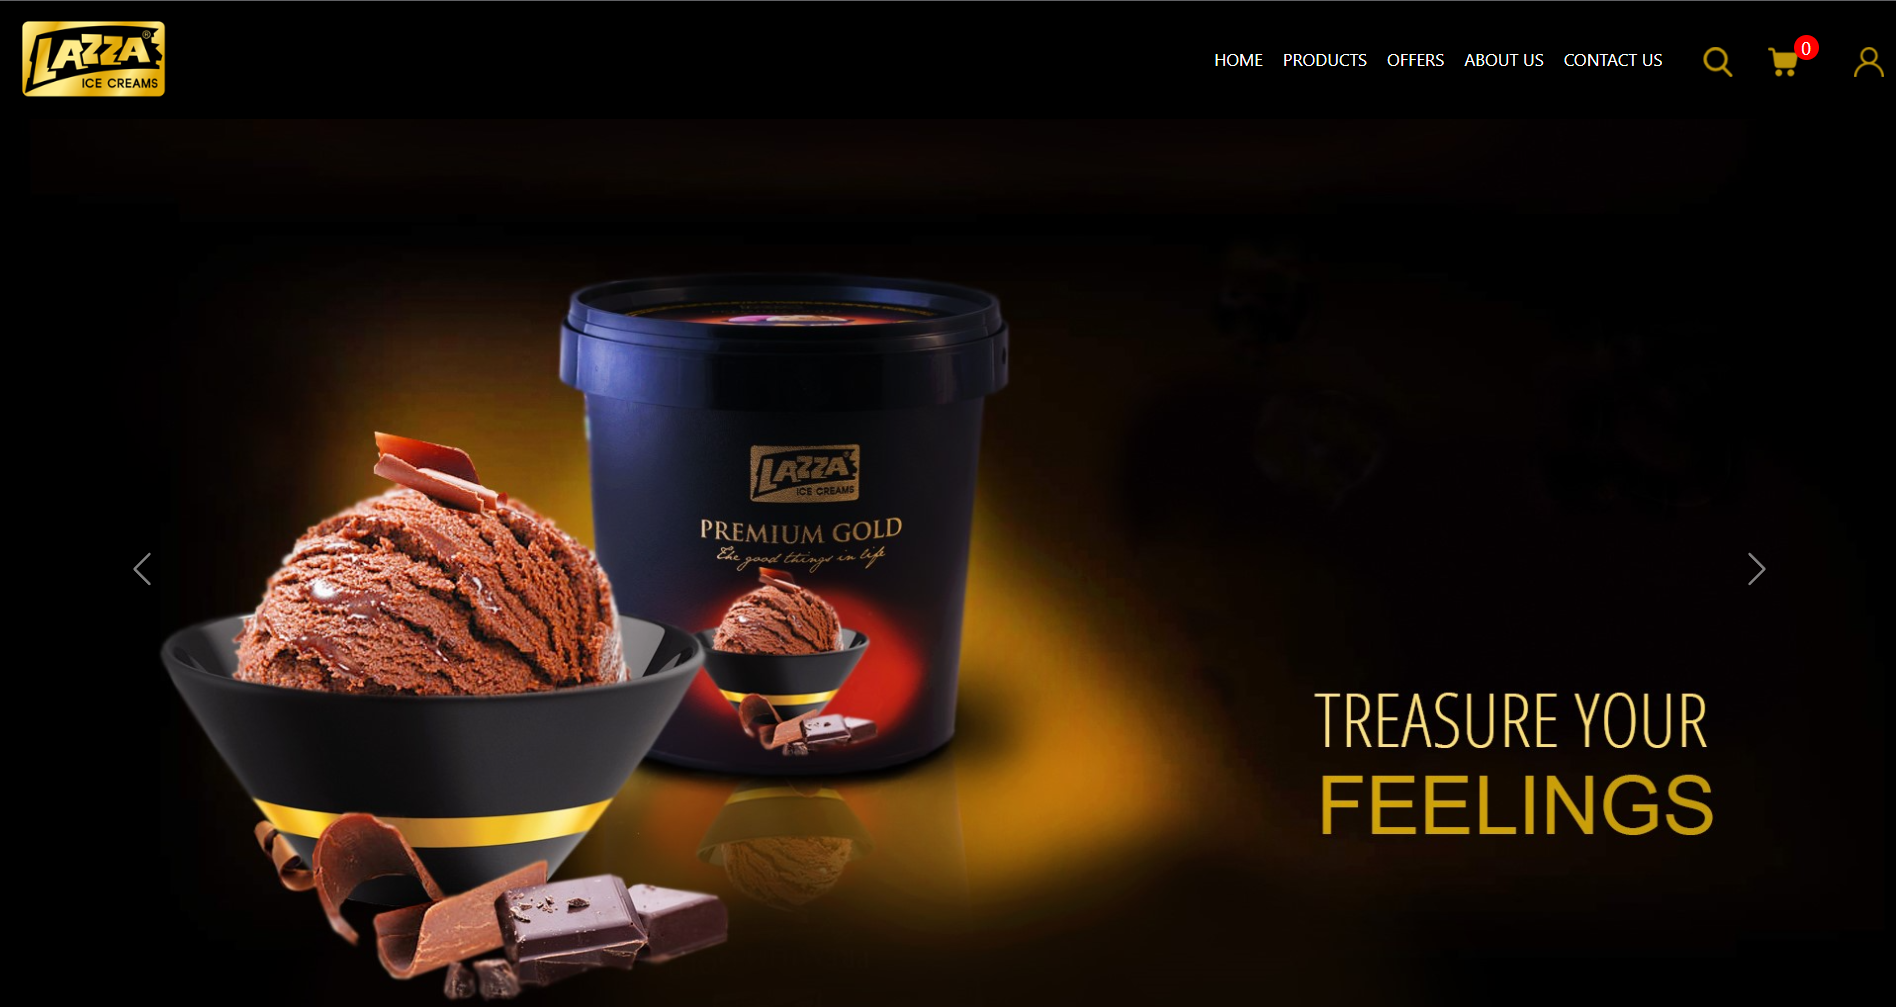 LAZZA®
ICE CREAMS
HOME PRODUCTS OFFERS ABOUT US CONTACT US
0
LAZZA®
ICE CREAMS
PREMIUM GOLD
The good things in life
TREASURE YOUR
FEELINGS